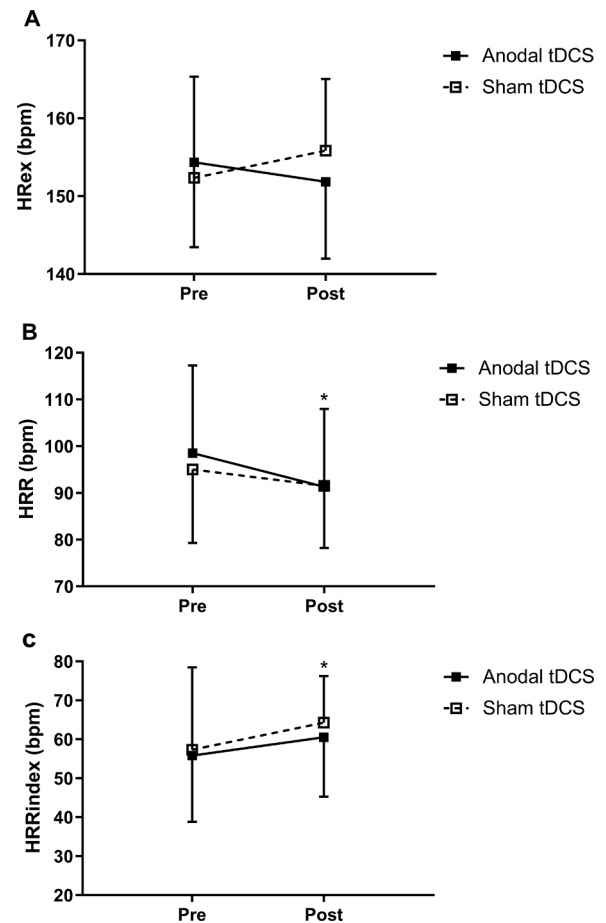 A
170
160
150
140
HRex (bpm)
Pre
Post
Anodal tDCS
Sham tDCS
B
120
110
100
90
80
70
HRR (bpm)
*
Pre
Post
Anodal tDCS
Sham tDCS
c
80
70
60
50
40
30
20
HRRindex (bpm)
*
Pre
Post
Anodal tDCS
Sham tDCS